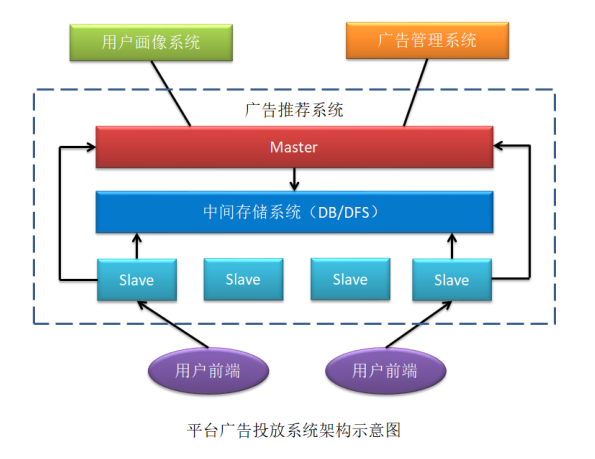 用户画像系统
广告管理系统
广告推荐系统
Master
中间存储系统（DB/DFS）
Slave
Slave
Slave
Slave
用户前端
用户前端
平台广告投放系统架构示意图